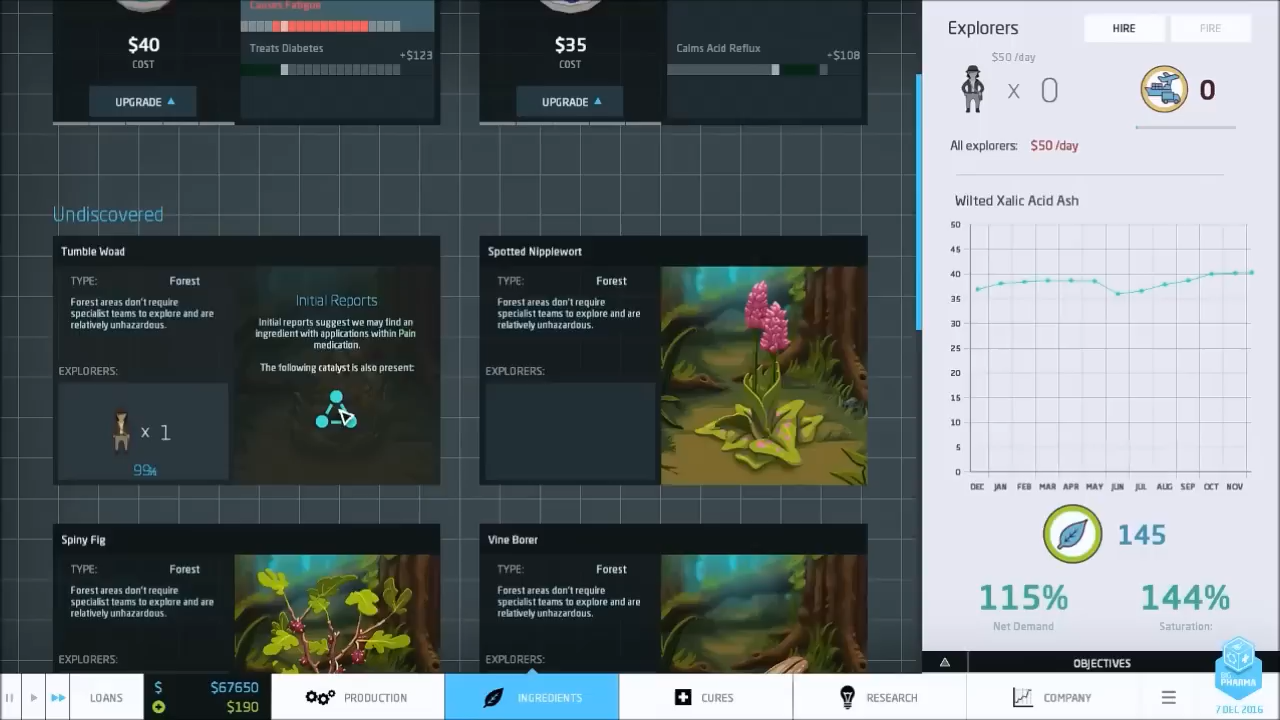 Causes Fatigue
$40
COST
Treats Diabetes
+$123
UPGRADE
$35
COST
Calms Acid Reflux
+$108
UPGRADE
Undiscovered
Tumble Woad
TYPE: Forest
Forest areas don't require
specialist teams to explore and are
relatively unhazardous.
EXPLORERS:
x 1
99%
Initial Reports
Initial reports suggest we may find an
ingredient with applications within Pain
medication.
The following catalyst is also present:
Spotted Nipplewort
TYPE: Forest
Forest areas don't require
specialist teams to explore and are
relatively unhazardous.
EXPLORERS:
Spiny Fig
TYPE: Forest
Forest areas don't require
specialist teams to explore and are
relatively unhazardous.
EXPLORERS:
Vine Borer
TYPE: Forest
Forest areas don't require
specialist teams to explore and are
relatively unhazardous.
EXPLORERS:
Explorers
HIRE
FIRE
$50 /day
x 0
0
All explorers: $50 /day
Wilted Xalic Acid Ash
50
45
40
35
30
25
20
15
10
5
0
DEC JAN FEB MAR APR MAY JUN JUL AUG SEP OCT NOV
145
115%
Net Demand
144%
Saturation:
OBJECTIVES
LOANS
$ $67650
$190
PRODUCTION
INGREDIENTS
CURES
RESEARCH
COMPANY
BIG
PHARMA
7 DEC 2016